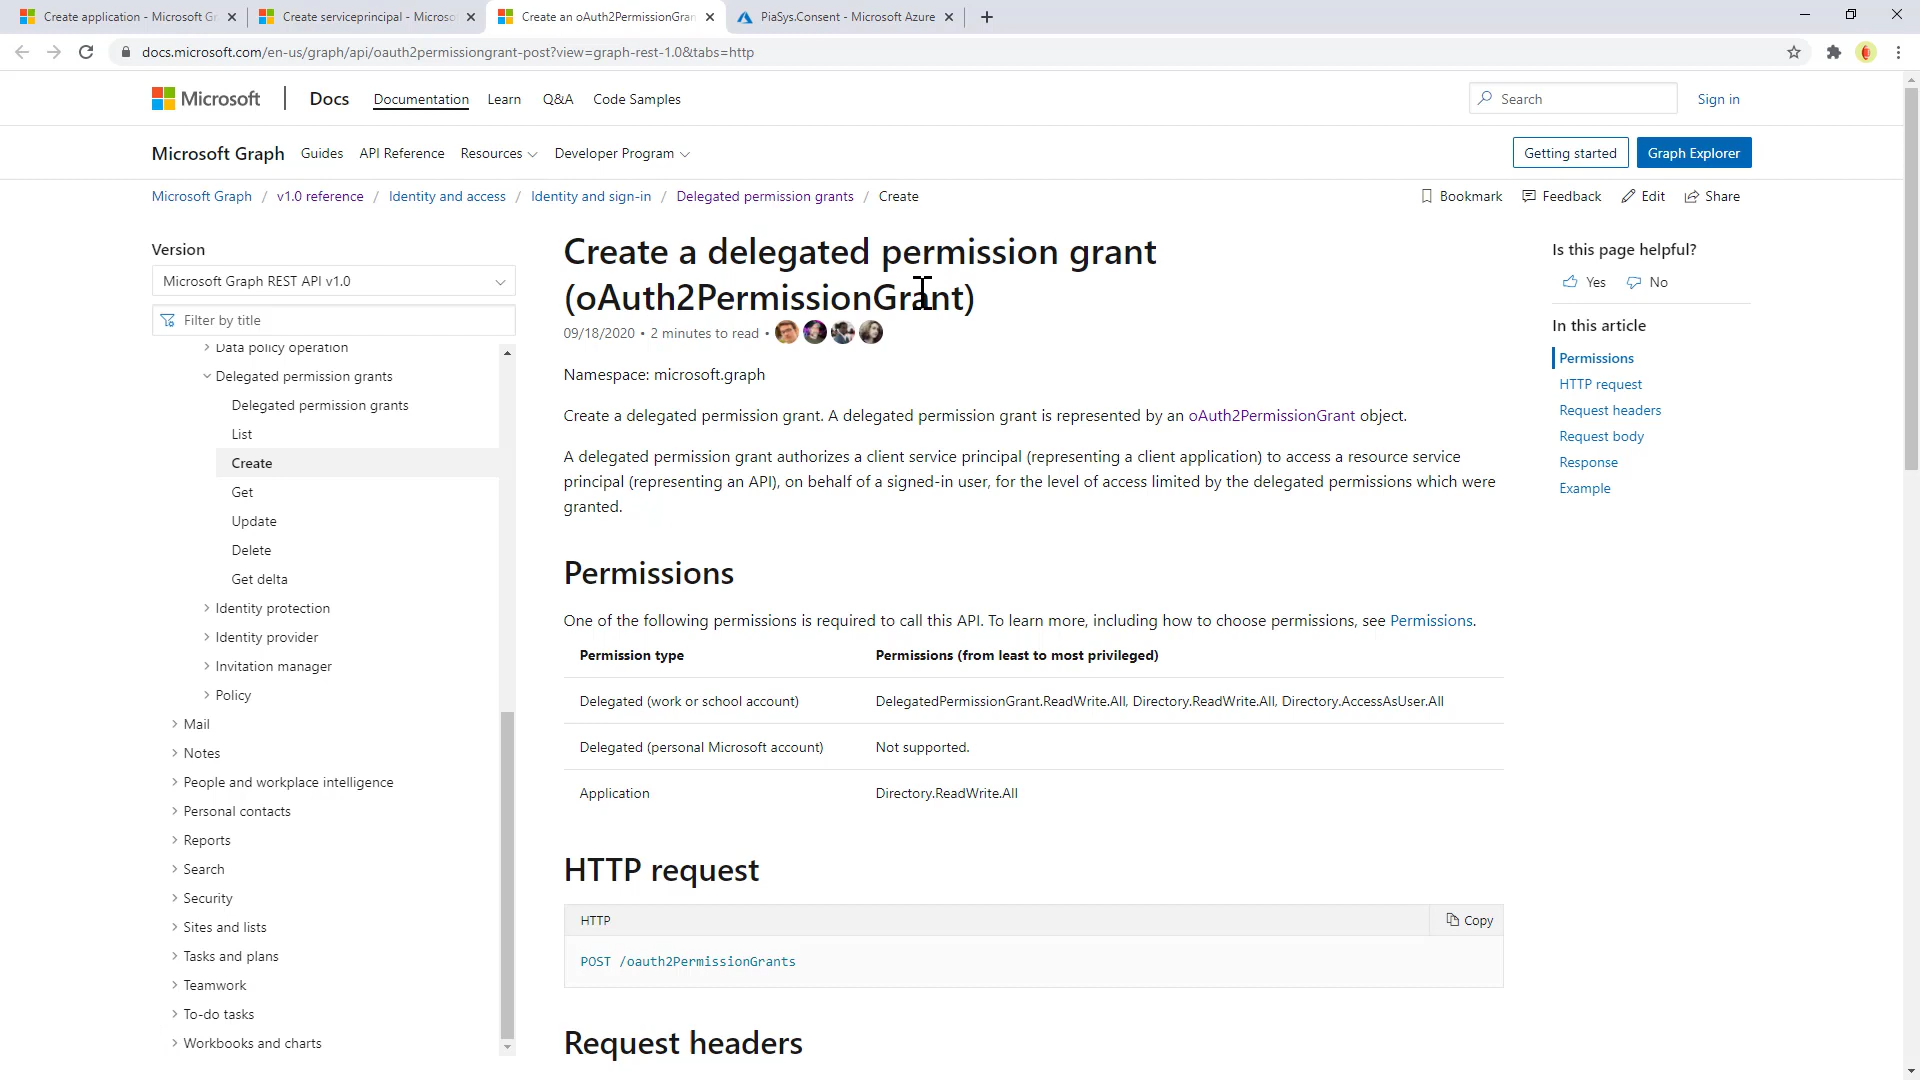 Create application - Microsoft Gr
Create serviceprincipal - Microso
Create an oAuth2PermissionGran
PiaSys.Consent - Microsoft Azure
docs.microsoft.com/en-us/graph/api/oauth2permissiongrant-post?view=graph-rest-1.0&tabs=http
Microsoft
Docs
Documentation
Learn
Q&A
Code Samples
Search
Sign in
Microsoft Graph
Guides
API Reference
Resources
Developer Program
Getting started
Graph Explorer
Microsoft Graph / v1.0 reference / Identity and access / Identity and sign-in / Delegated permission grants / Create
Bookmark
Feedback
Edit
Share
Version
Microsoft Graph REST API v1.0
Filter by title
Data policy operation
Delegated permission grants
Delegated permission grants
List
Create
Get
Update
Delete
Get delta
Identity protection
Identity provider
Invitation manager
Policy
Mail
Notes
People and workplace intelligence
Personal contacts
Reports
Search
Security
Sites and lists
Tasks and plans
Teamwork
To-do tasks
Workbooks and charts
Create a delegated permission grant
(oAuth2PermissionGrant)
09/18/2020 • 2 minutes to read •
Namespace: microsoft.graph
Create a delegated permission grant. A delegated permission grant is represented by an oAuth2PermissionGrant object.
A delegated permission grant authorizes a client service principal (representing a client application) to access a resource service
principal (representing an API), on behalf of a signed-in user, for the level of access limited by the delegated permissions which were
granted.
Permissions
One of the following permissions is required to call this API. To learn more, including how to choose permissions, see Permissions.
Permission type
Permissions (from least to most privileged)
Delegated (work or school account)
DelegatedPermissionGrant.ReadWrite.All, Directory.ReadWrite.All, Directory.AccessAsUser.All
Delegated (personal Microsoft account)
Not supported.
Application
Directory.ReadWrite.All
HTTP request
HTTP
Copy
POST /oauth2PermissionGrants
Request headers
Is this page helpful?
Yes
No
In this article
Permissions
HTTP request
Request headers
Request body
Response
Example